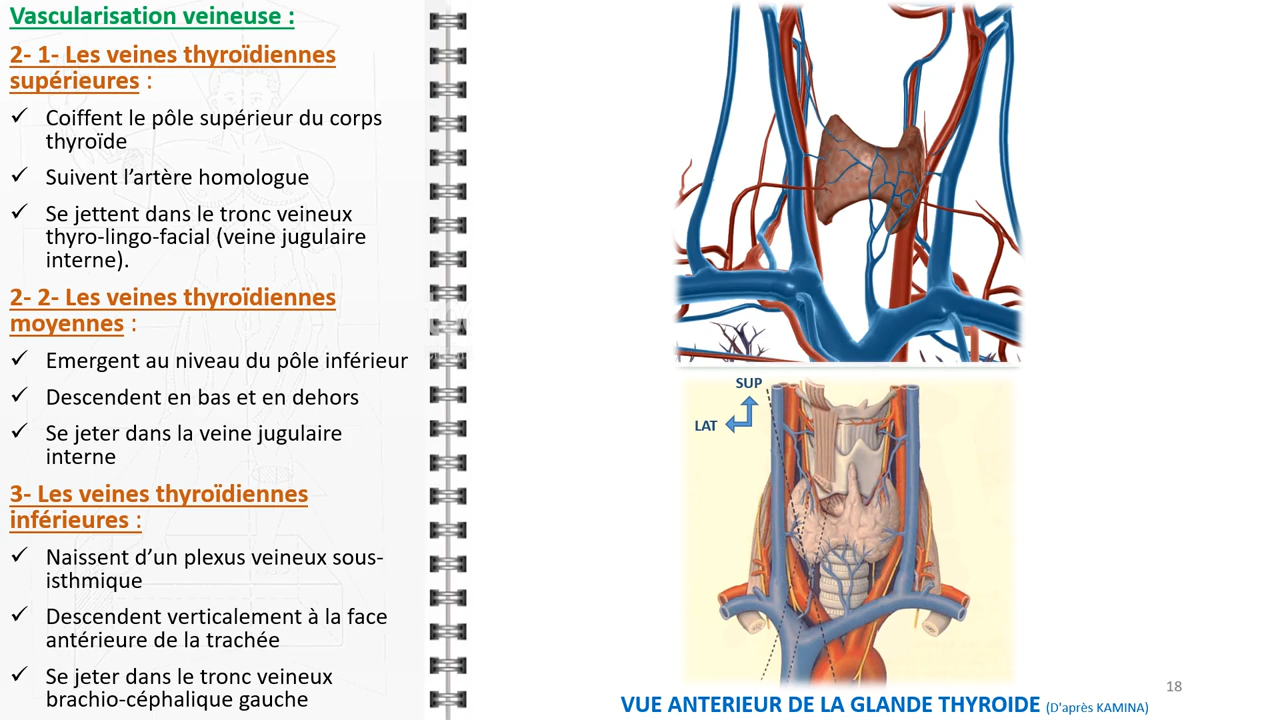 Vascularisation veineuse :
2- 1- Les veines thyroïdiennes
supérieures :
✓ Coiffent le pôle supérieur du corps
thyroïde
✓ Suivent l’artère homologue
✓ Se jettent dans le tronc veineux
thyro-lingo-facial (veine jugulaire
interne).
2- 2- Les veines thyroïdiennes
moyennes :
✓ Emergent au niveau du pôle inférieur
✓ Descendent en bas et en dehors
✓ Se jeter dans la veine jugulaire
interne
3- Les veines thyroïdiennes
inférieures :
✓ Naissent d’un plexus veineux sous-
isthmique
✓ Descendent verticalement à la face
antérieure de la trachée
✓ Se jeter dans le tronc veineux
brachio-céphalique gauche
SUP
LAT
VUE ANTERIEUR DE LA GLANDE THYROIDE (D'après KAMINA)
18